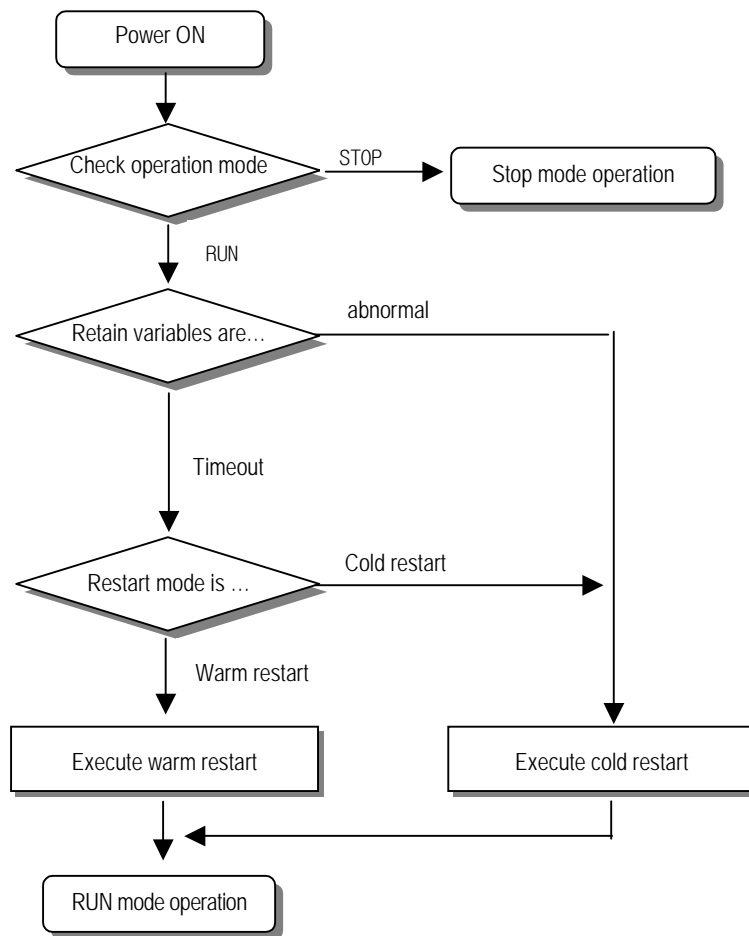 Power ON
Check operation mode
STOP
Stop mode operation
RUN
Retain variables are…
abnormal
Timeout
Restart mode is …
Cold restart
Warm restart
Execute warm restart
Execute cold restart
RUN mode operation